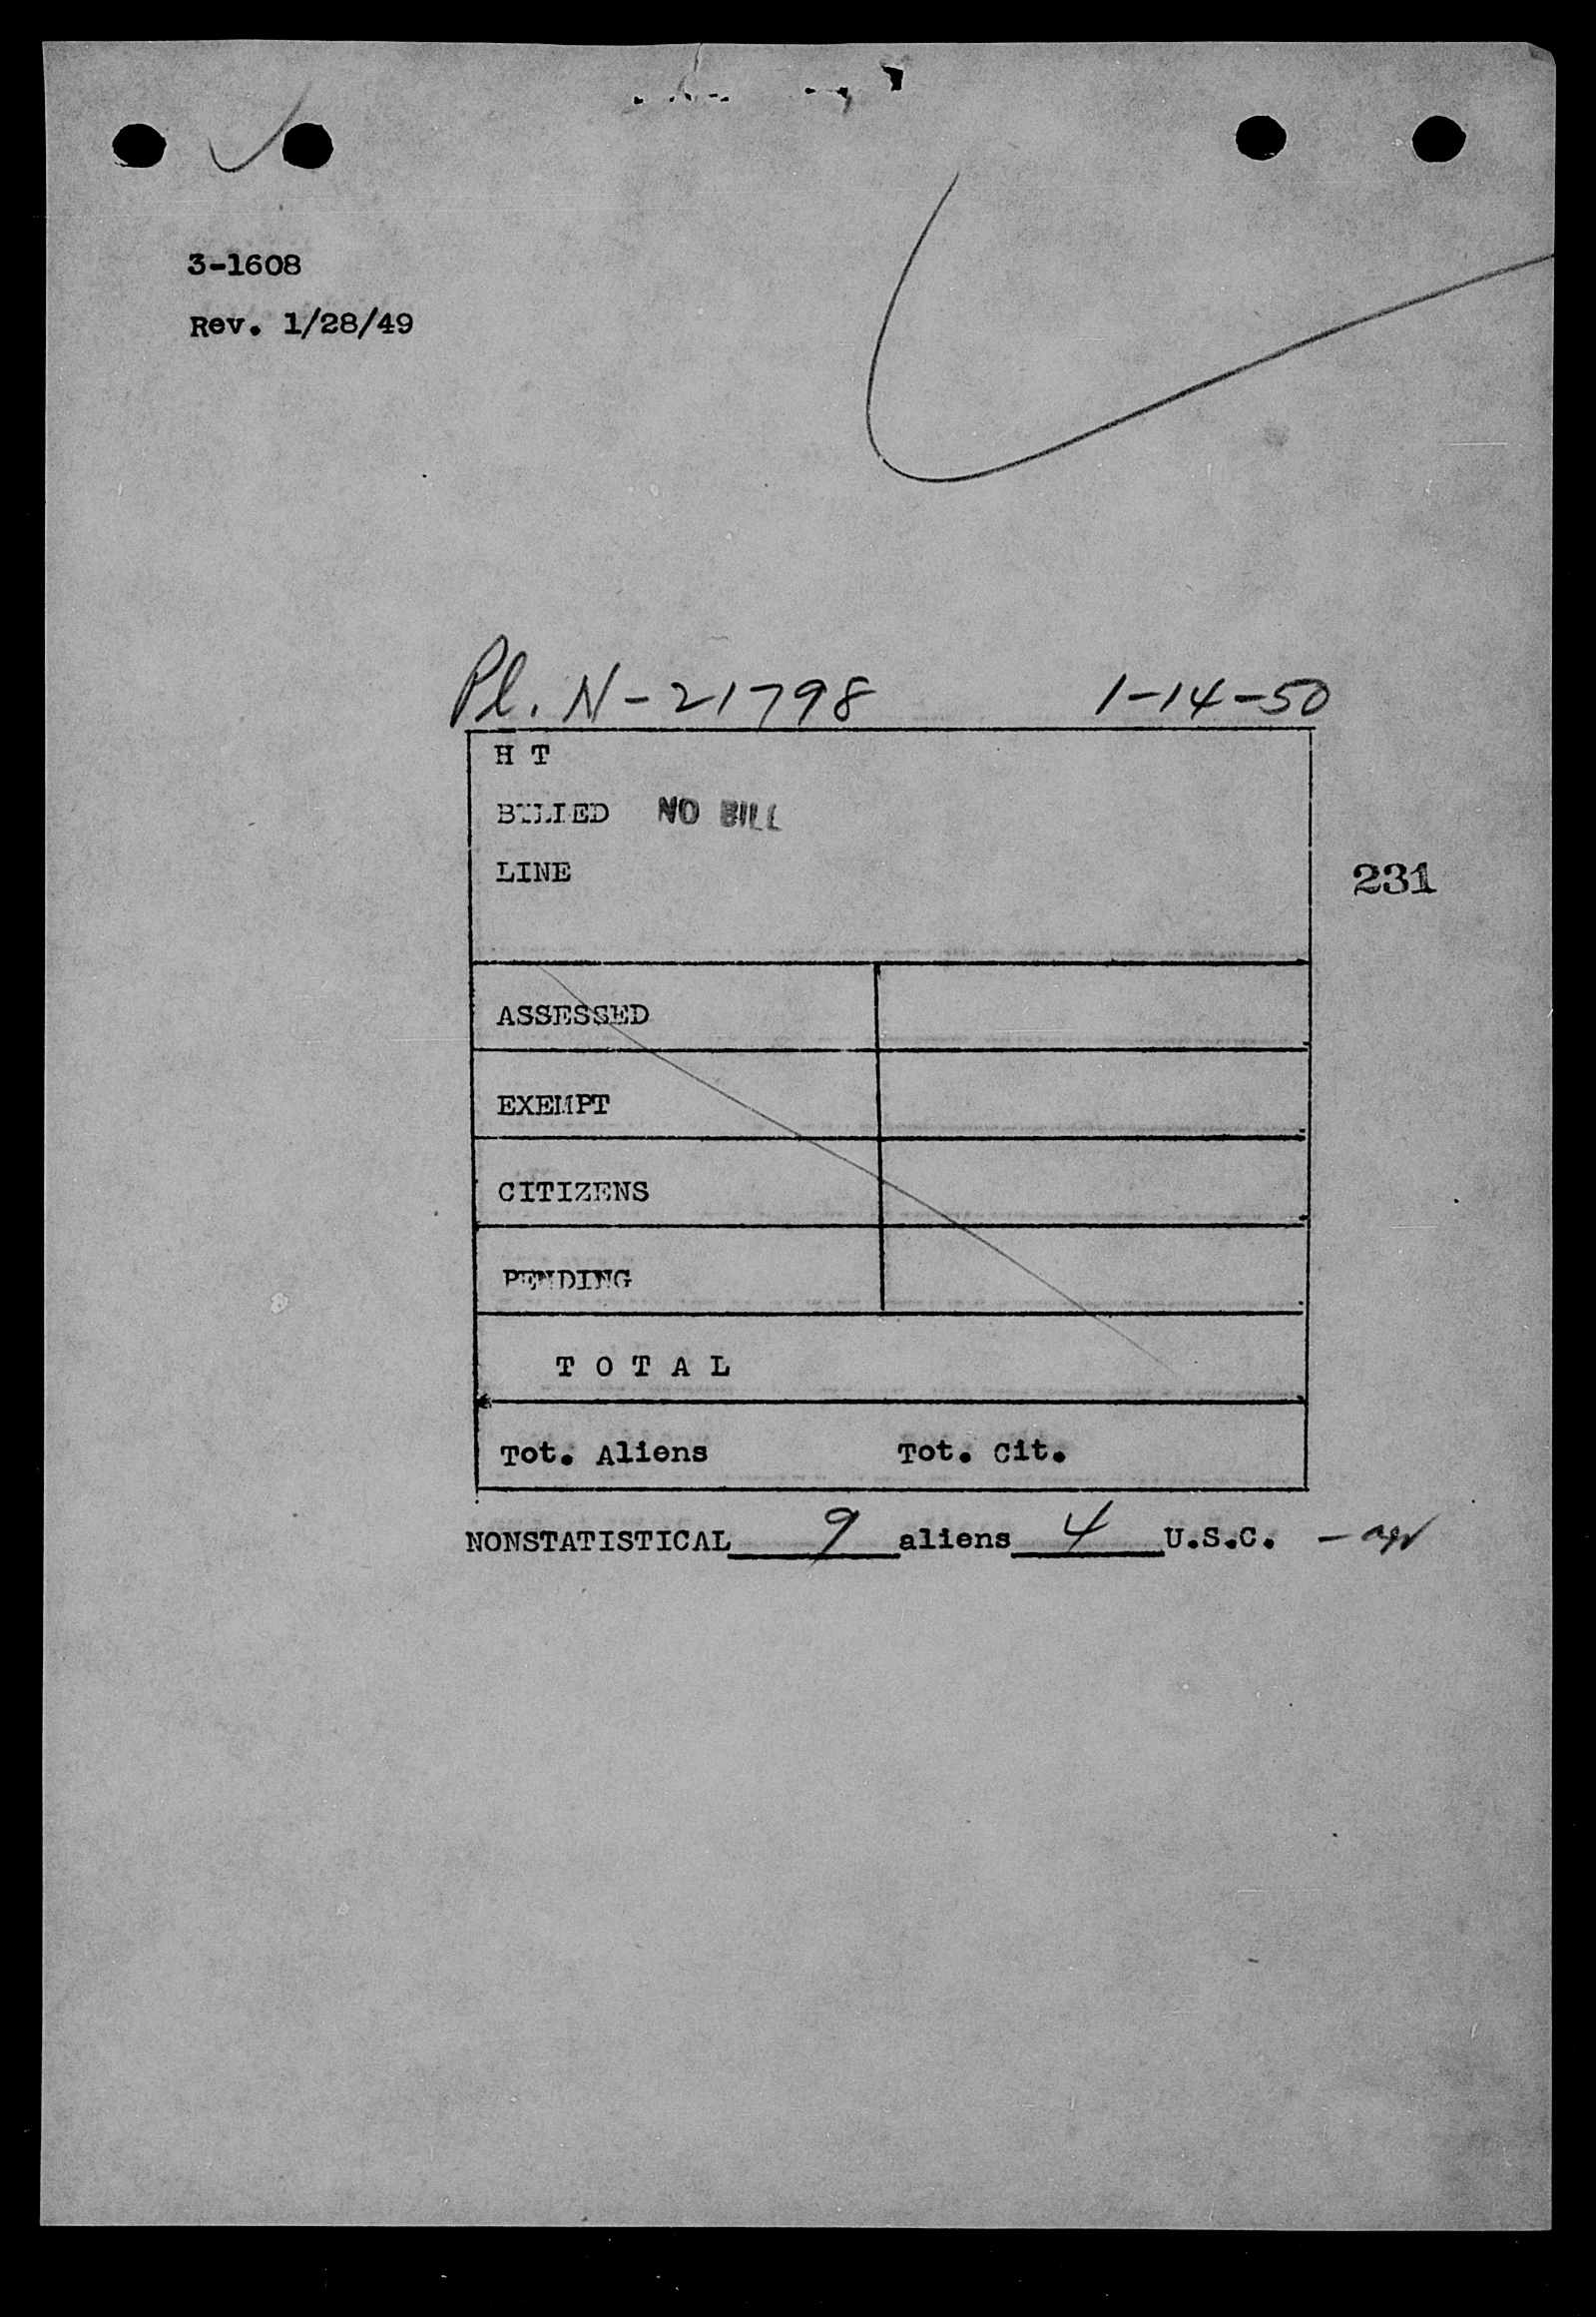 3-1608
Rev. 1/28/49
Pl. N-21798 1-14-50
H T
BILLED NO BILL
LINE
231
ASSESSED
EXEMPT
CITIZENS
PENDING
T O T A L
Tot. Aliens Tot. Cit.
NONSTATISTICAL 9 aliens 4 U.S.C. -